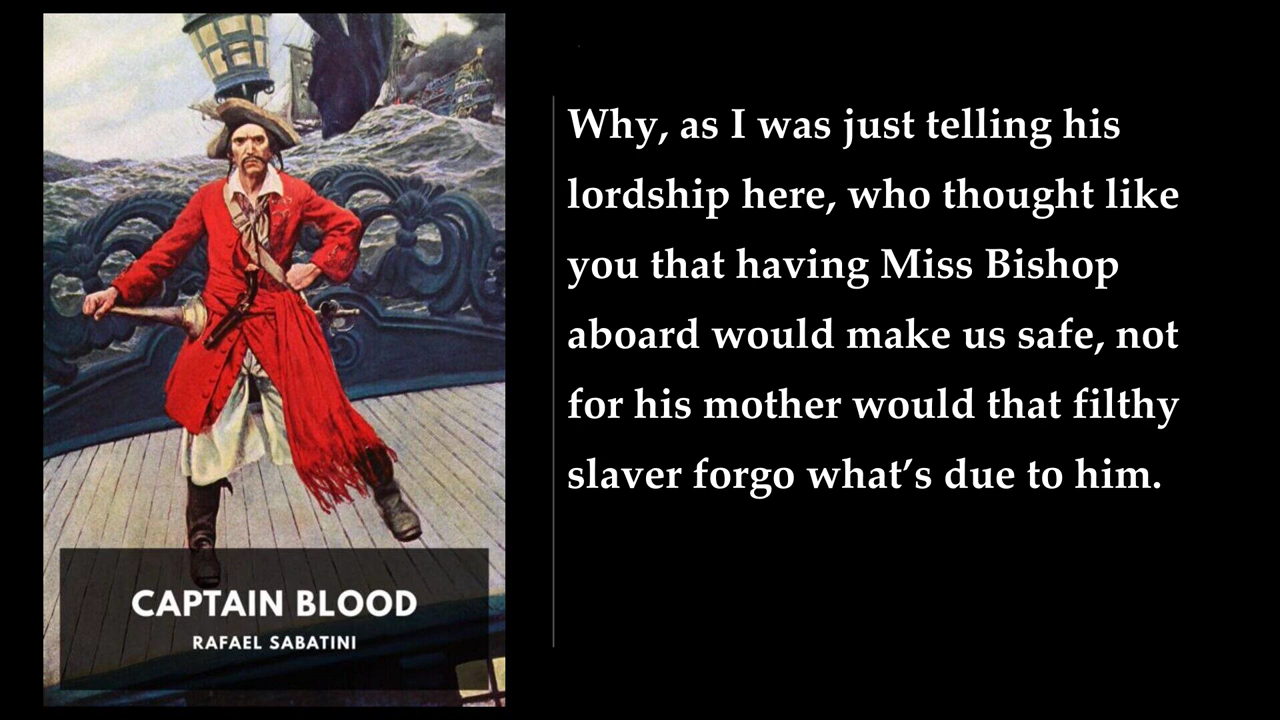 Why, as I was just telling his
lordship here, who thought like
you that having Miss Bishop
aboard would make us safe, not
for his mother would that filthy
slaver forgo what’s due to him.
CAPTAIN BLOOD
RAFAEL SABATINI